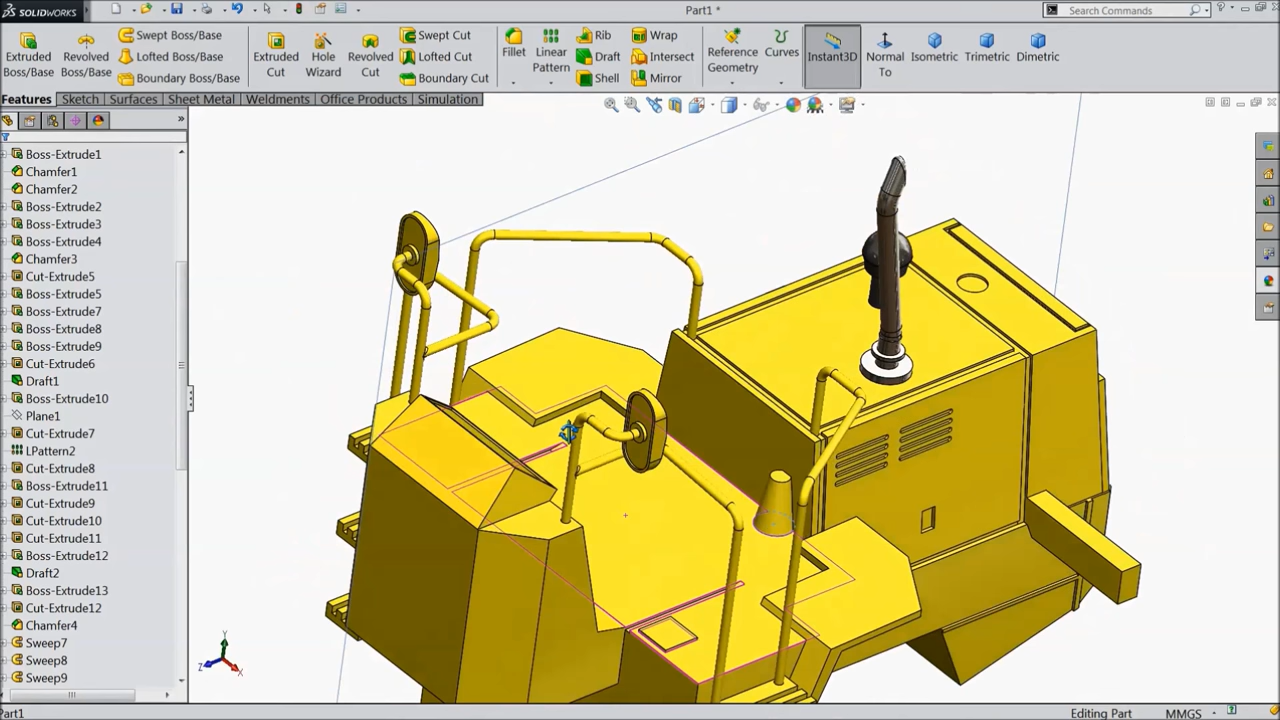 SOLIDWORKS
Part1 *
Search Commands
Extruded Boss/Base
Revolved Boss/Base
Swept Boss/Base
Lofted Boss/Base
Boundary Boss/Base
Extruded Cut
Hole Wizard
Revolved Cut
Swept Cut
Lofted Cut
Boundary Cut
Fillet
Linear Pattern
Rib
Draft
Shell
Wrap
Intersect
Mirror
Reference Geometry
Curves
Instant3D
Normal To
Isometric
Trimetric
Dimetric
Features
Sketch
Surfaces
Sheet Metal
Weldments
Office Products
Simulation
Boss-Extrude1
Chamfer1
Chamfer2
Boss-Extrude2
Boss-Extrude3
Boss-Extrude4
Chamfer3
Cut-Extrude5
Boss-Extrude5
Boss-Extrude7
Boss-Extrude8
Boss-Extrude9
Cut-Extrude6
Draft1
Boss-Extrude10
Plane1
Cut-Extrude7
LPattern2
Cut-Extrude8
Boss-Extrude11
Cut-Extrude9
Cut-Extrude10
Cut-Extrude11
Boss-Extrude12
Draft2
Boss-Extrude13
Cut-Extrude12
Chamfer4
Sweep7
Sweep8
Sweep9
Y
Z
X
Part1
Editing Part
MMGS